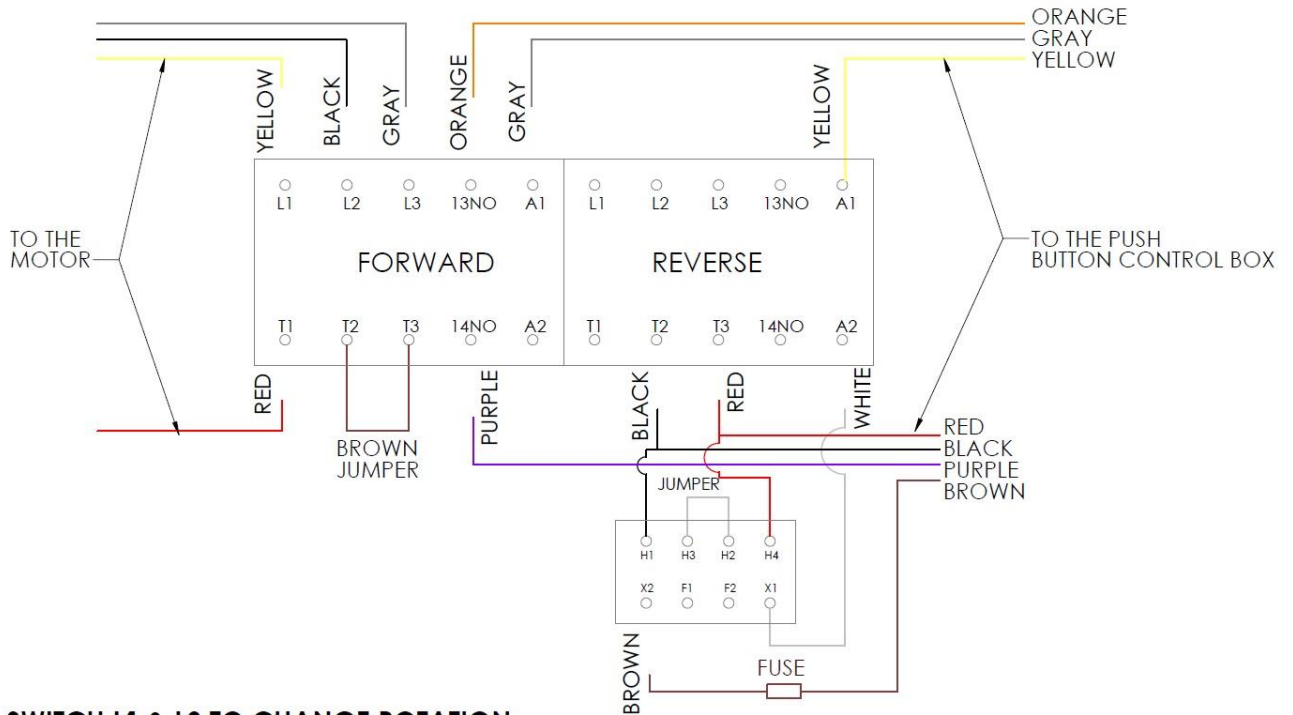 ORANGE
GRAY
YELLOW
YELLOW
BLACK
GRAY
ORANGE
GRAY
YELLOW
L1 L2 L3 13NO A1 L1 L2 L3 13NO A1
TO THE
MOTOR
FORWARD REVERSE
TO THE PUSH
BUTTON CONTROL BOX
T1 T2 T3 14NO A2 T1 T2 T3 14NO A2
RED
PURPLE
BLACK
RED
WHITE
BROWN
JUMPER
RED
BLACK
PURPLE
BROWN
JUMPER
H1 H3 H2 H4
X2 F1 F2 X1
BROWN
FUSE